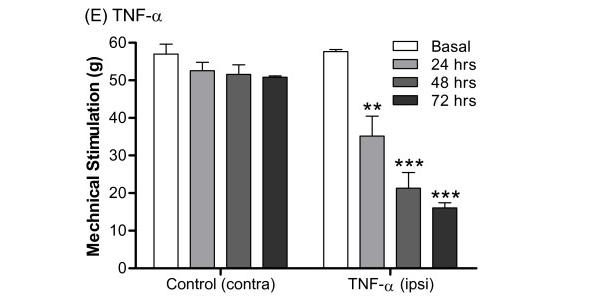 (E) TNF-α
Mechnical Stimulation (g)
60
50
40
30
20
10
0
Basal
24 hrs
48 hrs
72 hrs
**
***
***
Control (contra)
TNF-α (ipsi)